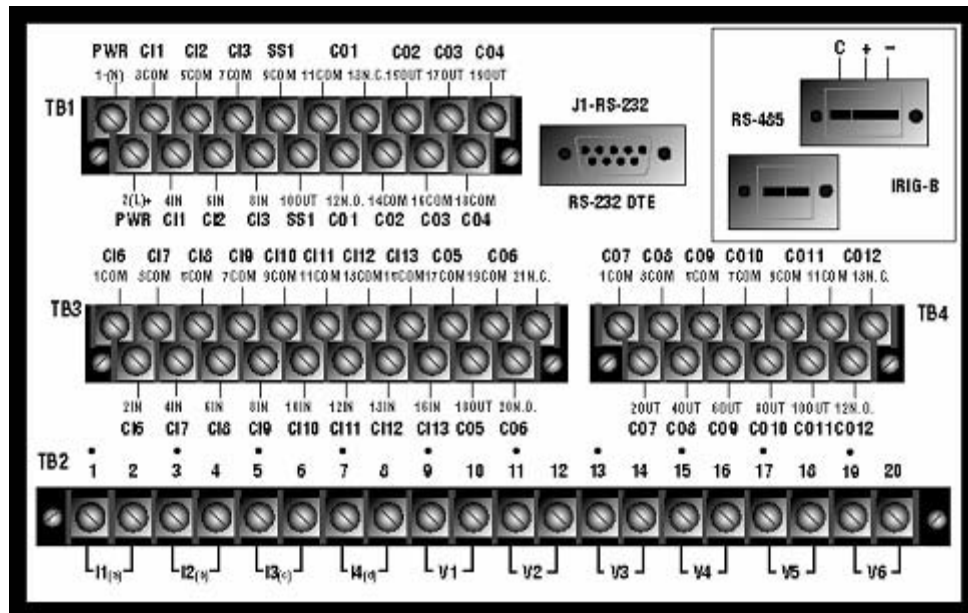 PWR CI1 CI2 CI3 SS1 CO1 CO2 CO3 CO4
1-(N) 3COM 5COM 7COM 9COM 11COM 13N.C. 15OUT 17OUT 19OUT
TB1
2(L)+ 4IN 6IN 8IN 10OUT 12N.O. 14COM 16COM 18COM
PWR CI1 CI2 CI3 SS1 CO1 CO2 CO3 CO4
J1-RS-232
RS-232 DTE
C + -
RS-485
IRIG-B
CI6 CI7 CI8 CI9 CI10 CI11 CI12 CI13 CO5 CO6
1COM 3COM 5COM 7COM 9COM 11COM 13COM 15COM 17COM 19COM 21N.C.
TB3
2IN 4IN 6IN 8IN 10IN 12IN 13IN 16IN 18OUT 20N.O.
CI6 CI7 CI8 CI9 CI10 CI11 CI12 CI13 CO5 CO6
CO7 CO8 CO9 CO10 CO11 CO12
1COM 3COM 5COM 7COM 9COM 11COM 13N.C.
TB4
2OUT 4OUT 6OUT 8OUT 10OUT 12N.O.
CO7 CO8 CO9 CO10 CO11 CO12
TB2
1 2 3 4 5 6 7 8 9 10 11 12 13 14 15 16 17 18 19 20
I1(a) I2(b) I3(c) I4(d) V1 V2 V3 V4 V5 V6